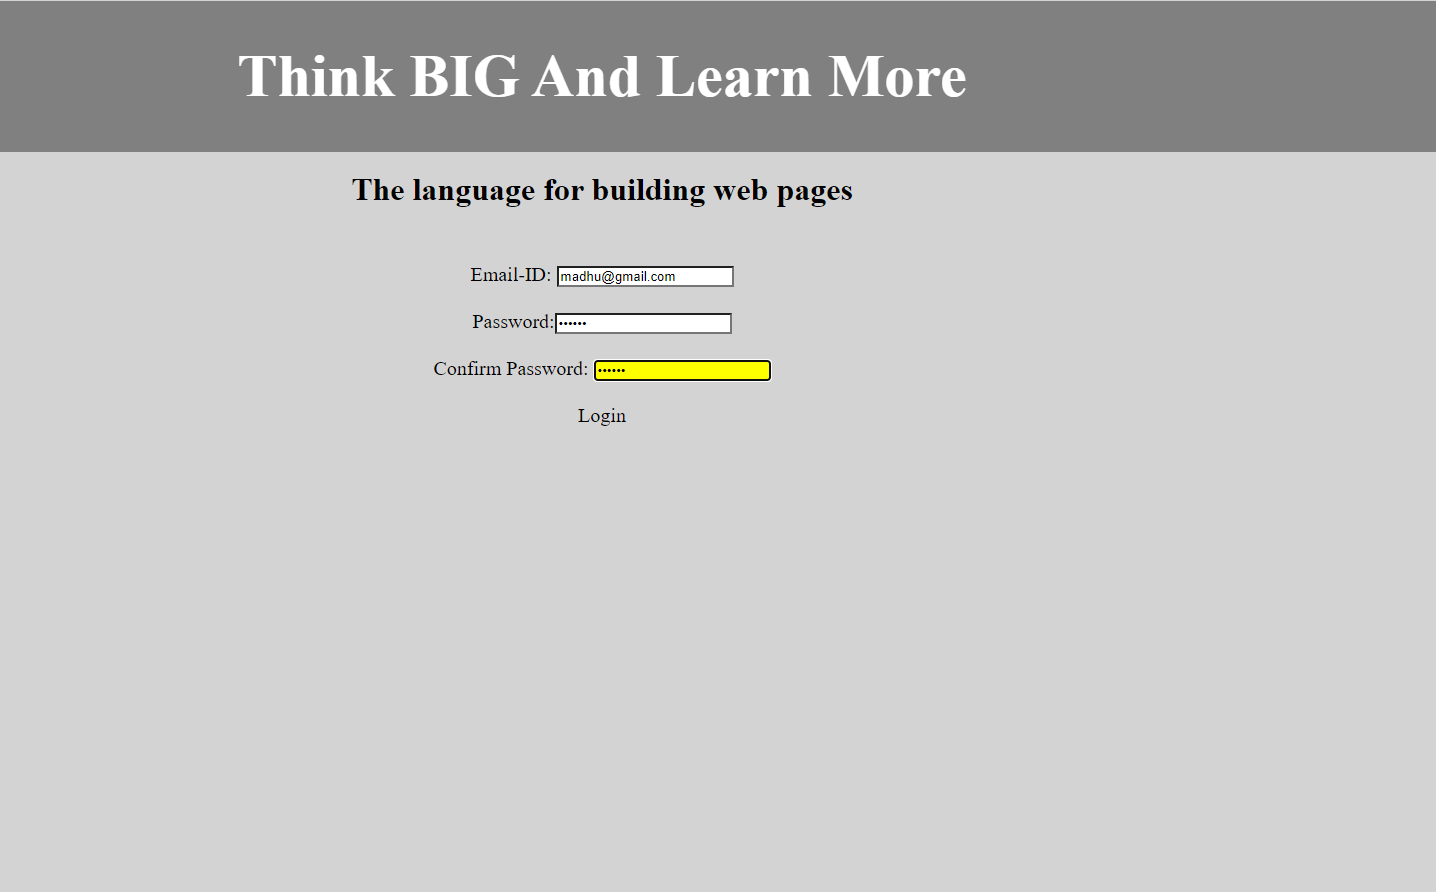 Think BIG And Learn More
The language for building web pages
Email-ID: madhu@gmail.com
Password: ••••••
Confirm Password: ••••••
Login